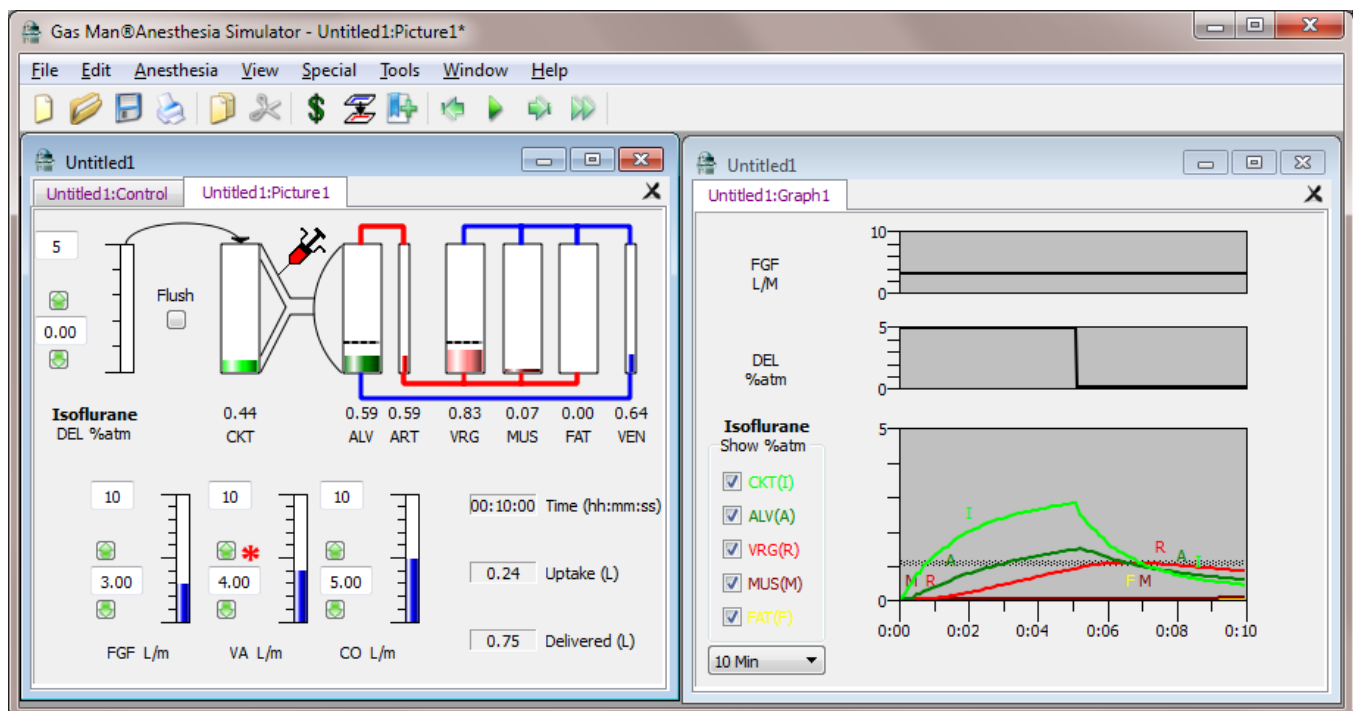 Gas Man®Anesthesia Simulator - Untitled1:Picture1*
File Edit Anesthesia View Special Tools Window Help
$
Untitled1
Untitled1:Control Untitled1:Picture1
5
0.00
Flush
Isoflurane
DEL %atm
0.44 0.59 0.59 0.83 0.07 0.00 0.64
CKT ALV ART VRG MUS FAT VEN
10 10 10
*
3.00 4.00 5.00
FGF L/m VA L/m CO L/m
00:10:00 Time (hh:mm:ss)
0.24 Uptake (L)
0.75 Delivered (L)
Untitled1
Untitled1:Graph1
FGF
L/M
10
0
DEL
%atm
5
0
Isoflurane
Show %atm
CKT(I)
ALV(A)
VRG(R)
MUS(M)
FAT(F)
10 Min
5
0
I
R
A A I
M R F M
0:00 0:02 0:04 0:06 0:08 0:10